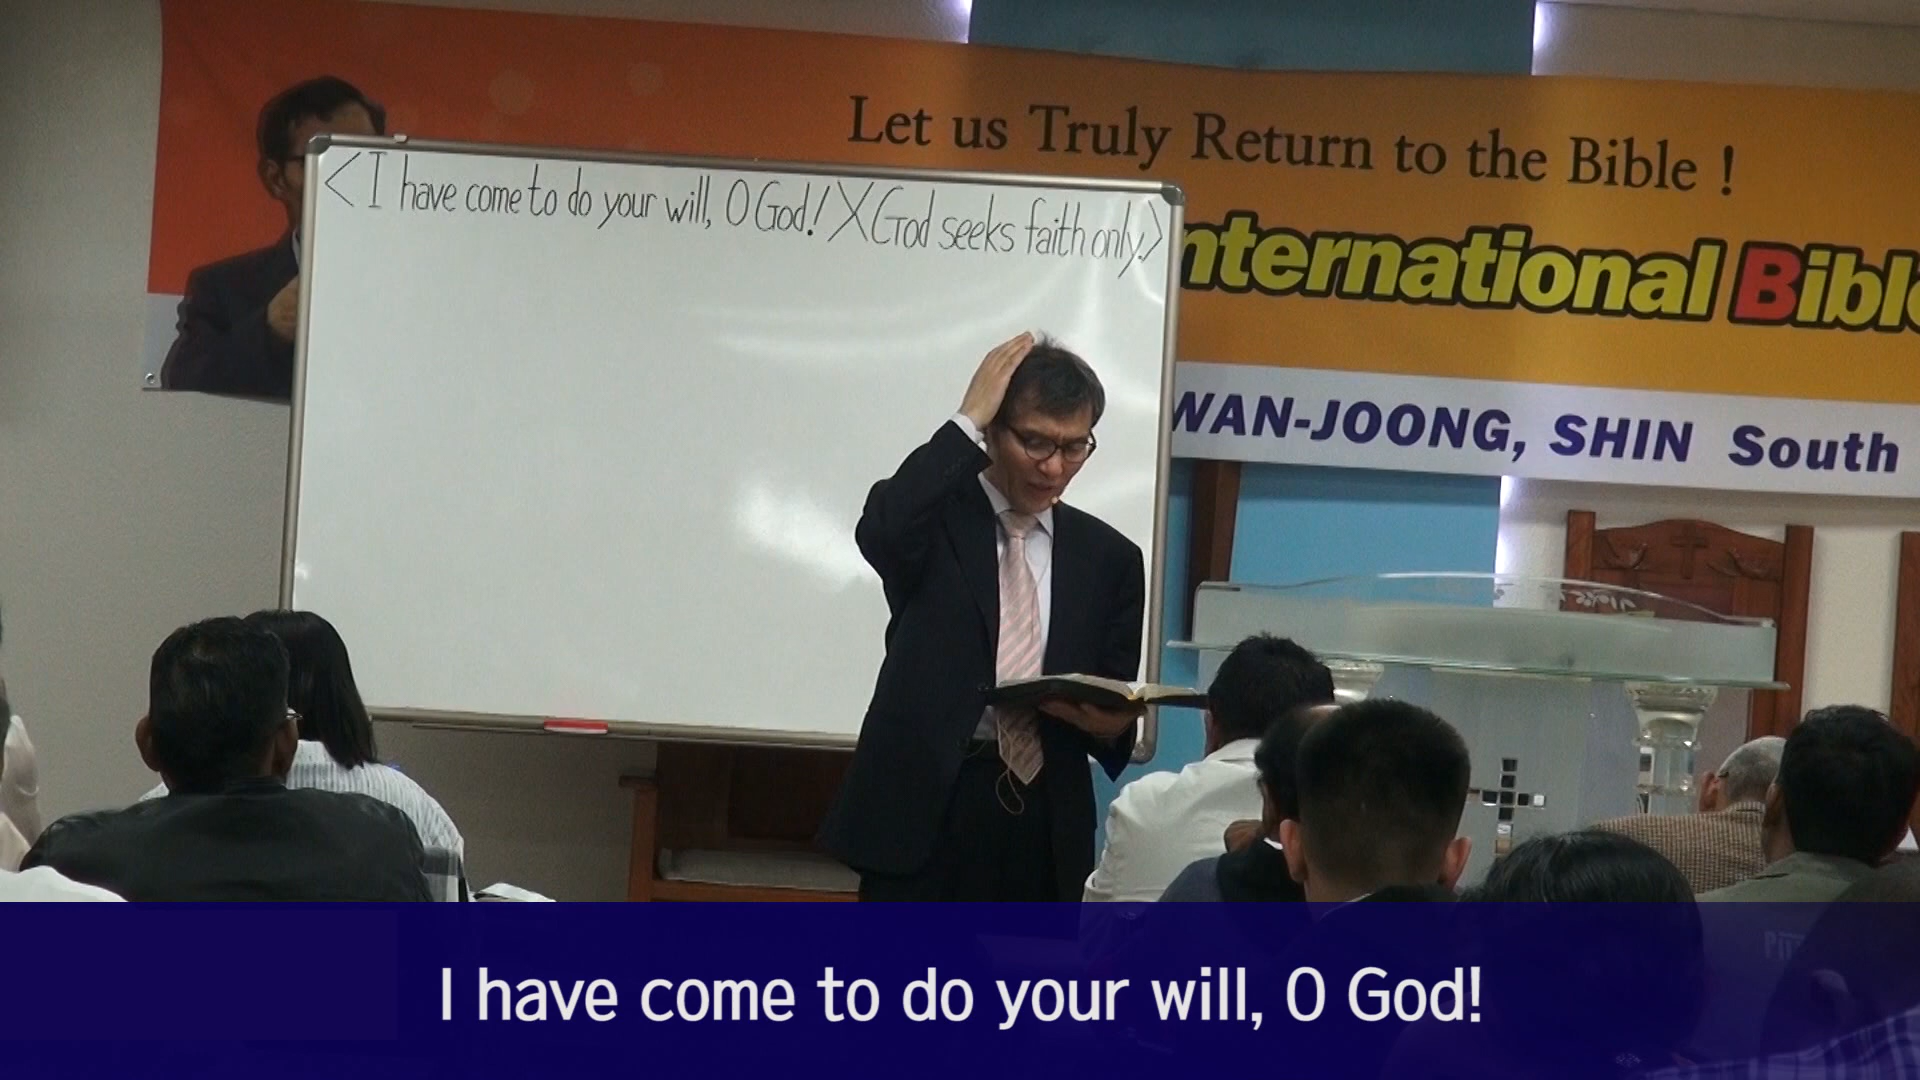 Let us Truly Return to the Bible !
<I have come to do your will, O God! X God seeks faith only.>
nternational Bibl
WAN-JOONG, SHIN South
I have come to do your will, O God!